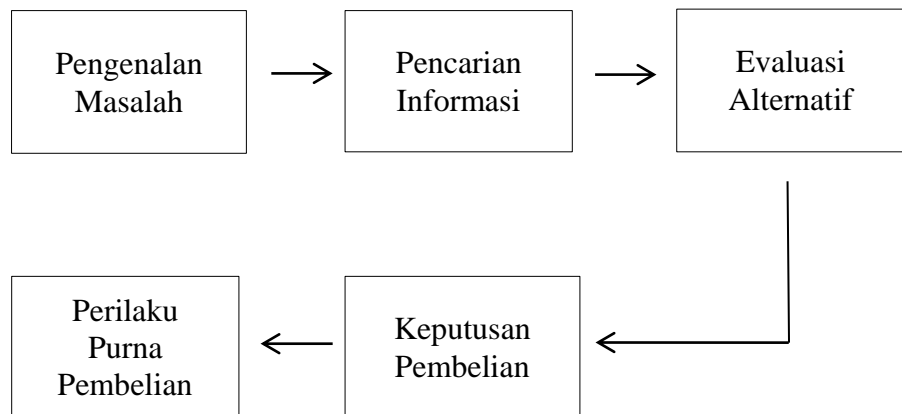 Pengenalan
Masalah
Pencarian
Informasi
Evaluasi
Alternatif
Perilaku
Purna
Pembelian
Keputusan
Pembelian